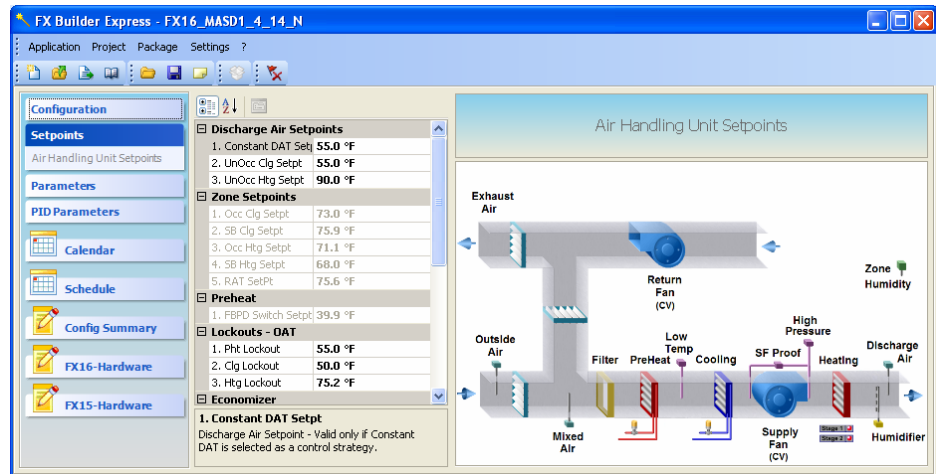 FX Builder Express - FX16_MASD1_4_14_N
Application Project Package Settings ?
Configuration
Setpoints
Air Handling Unit Setpoints
Parameters
PID Parameters
Calendar
Schedule
Config Summary
FX16-Hardware
FX15-Hardware
Discharge Air Setpoints
1. Constant DAT Setp 55.0 °F
2. UnOcc Clg Setpt 55.0 °F
3. UnOcc Htg Setpt 90.0 °F
Zone Setpoints
1. Occ Clg Setpt 73.0 °F
2. SB Clg Setpt 75.9 °F
3. Occ Htg Setpt 71.1 °F
4. SB Htg Setpt 68.0 °F
5. RAT SetPt 75.6 °F
Preheat
1. FBPD Switch Setpt 39.9 °F
Lockouts - OAT
1. Pht Lockout 55.0 °F
2. Clg Lockout 50.0 °F
3. Htg Lockout 75.2 °F
Economizer
1. Constant DAT Setpt
Discharge Air Setpoint - Valid only if Constant
DAT is selected as a control strategy.
Air Handling Unit Setpoints
Exhaust
Air
Return
Fan
(CV)
Zone
Humidity
Outside
Air
Filter
PreHeat
Low
Temp
Cooling
SF Proof
High
Pressure
Heating
Discharge
Air
Mixed
Air
Supply
Fan
(CV)
Stage 1
Stage 2
Humidifier